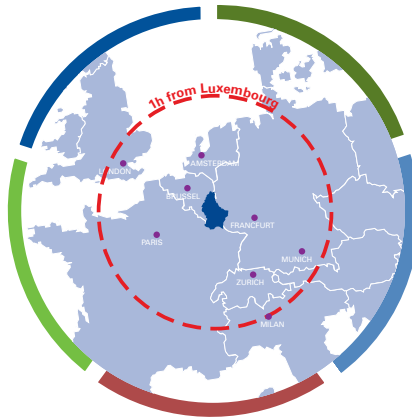 1h from Luxembourg
AMSTERDAM
LONDON
BRUSSEL
FRANCFURT
PARIS
MUNICH
ZURICH
MILAN